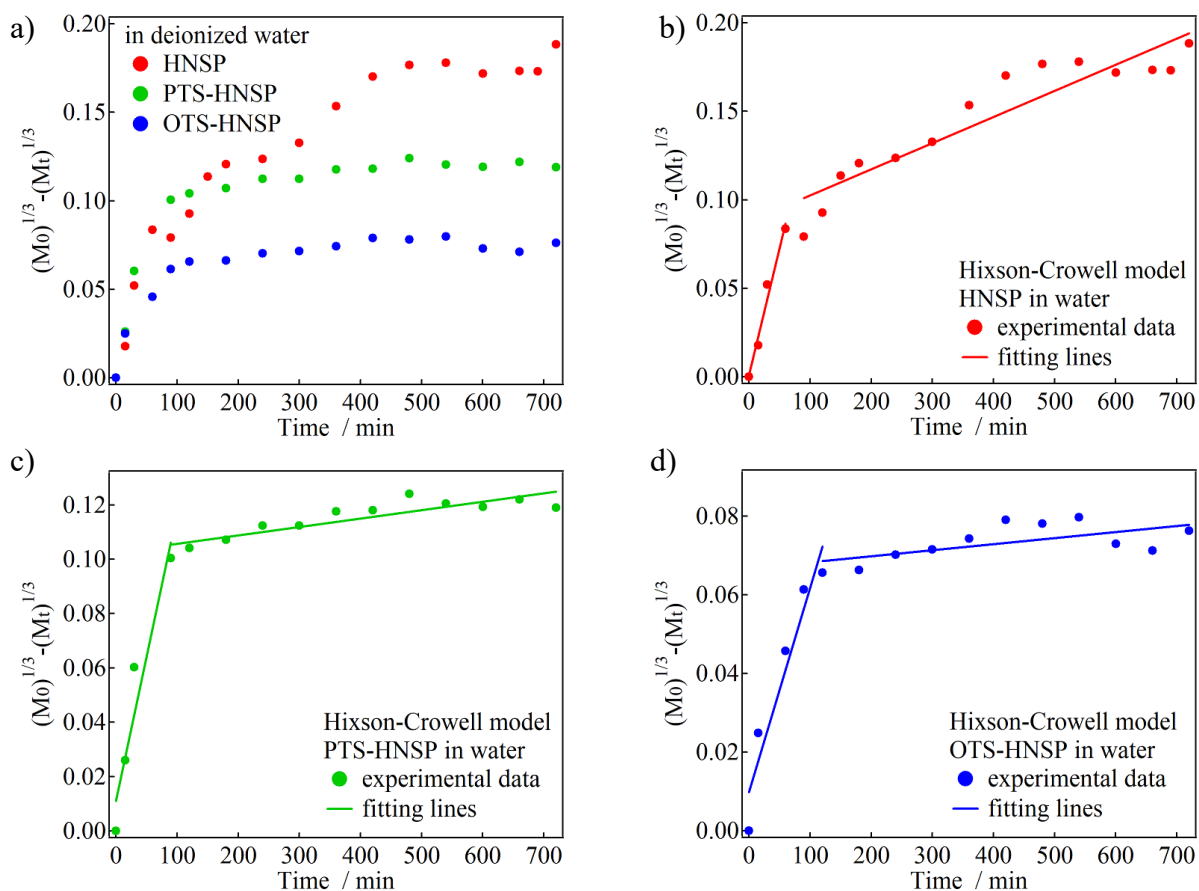 a)
in deionized water
HNSP
PTS-HNSP
OTS-HNSP
0.20
0.15
0.10
0.05
0.00
(Mo)^1/3-(Mt)^1/3
0 100 200 300 400 500 600 700
Time / min
b)
0.20
0.15
0.10
0.05
0.00
(Mo)^1/3-(Mt)^1/3
Hixson-Crowell model
HNSP in water
experimental data
fitting lines
0 100 200 300 400 500 600 700
Time / min
c)
0.12
0.10
0.08
0.06
0.04
0.02
0.00
(Mo)^1/3-(Mt)^1/3
Hixson-Crowell model
PTS-HNSP in water
experimental data
fitting lines
0 100 200 300 400 500 600 700
Time / min
d)
0.08
0.06
0.04
0.02
0.00
(Mo)^1/3-(Mt)^1/3
Hixson-Crowell model
OTS-HNSP in water
experimental data
fitting lines
0 100 200 300 400 500 600 700
Time / min